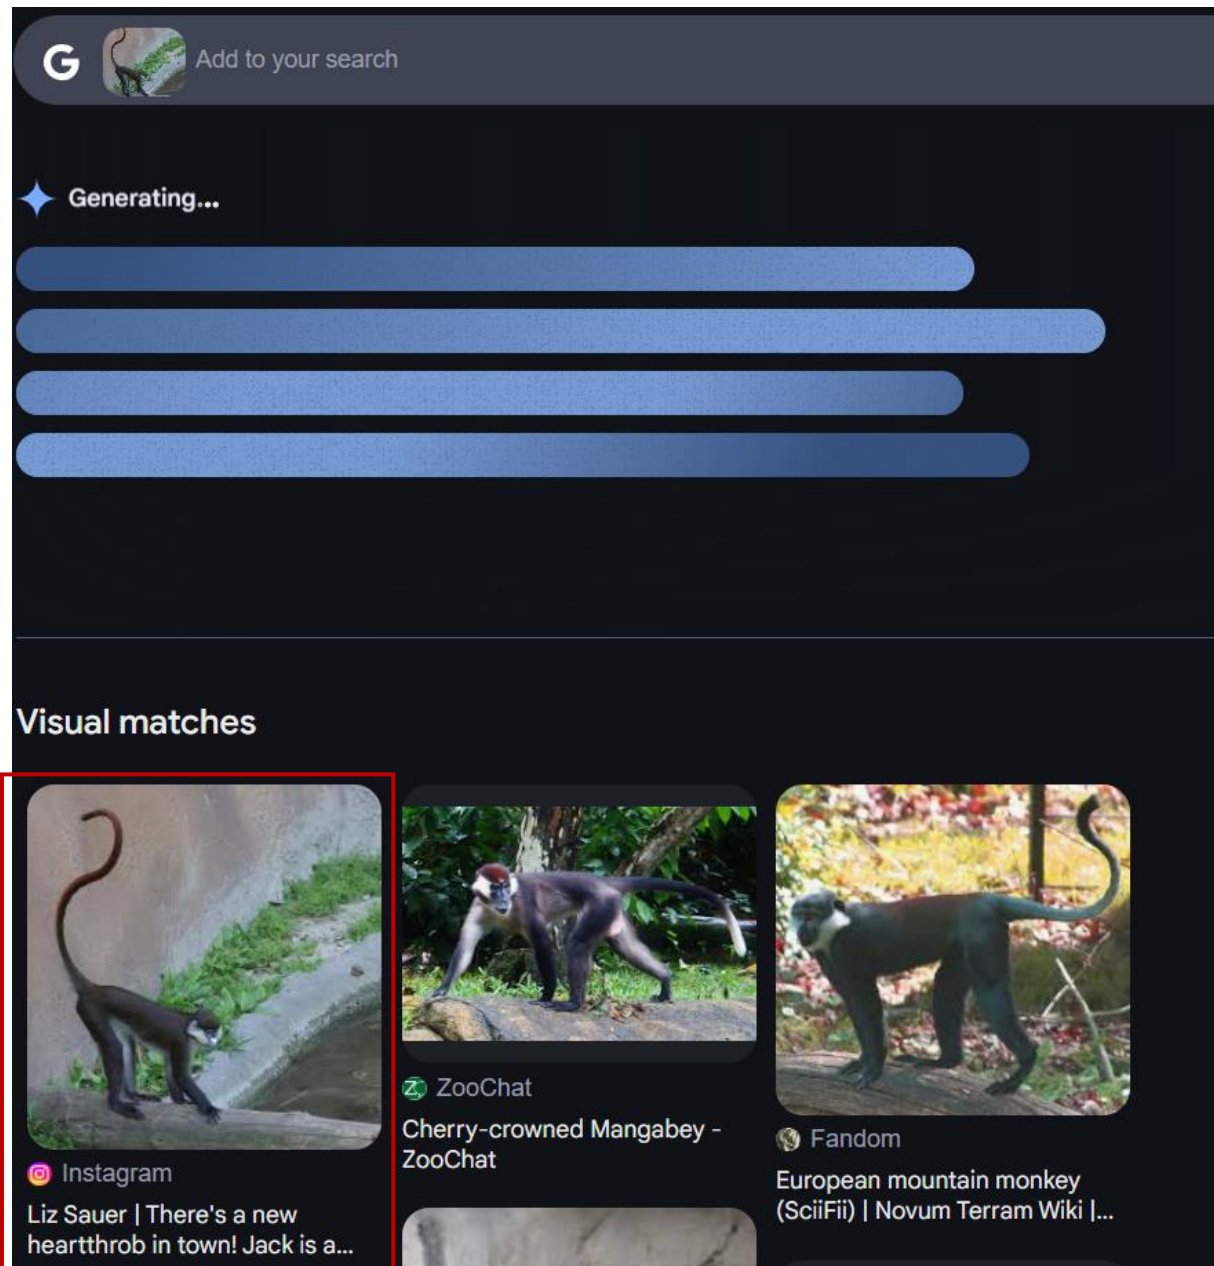 G Add to your search
Generating...
Visual matches
Instagram
Liz Sauer | There's a new
heartthrob in town! Jack is a...
Z ZooChat
Cherry-crowned Mangabey -
ZooChat
Fandom
European mountain monkey
(SciiFii) | Novum Terram Wiki |...